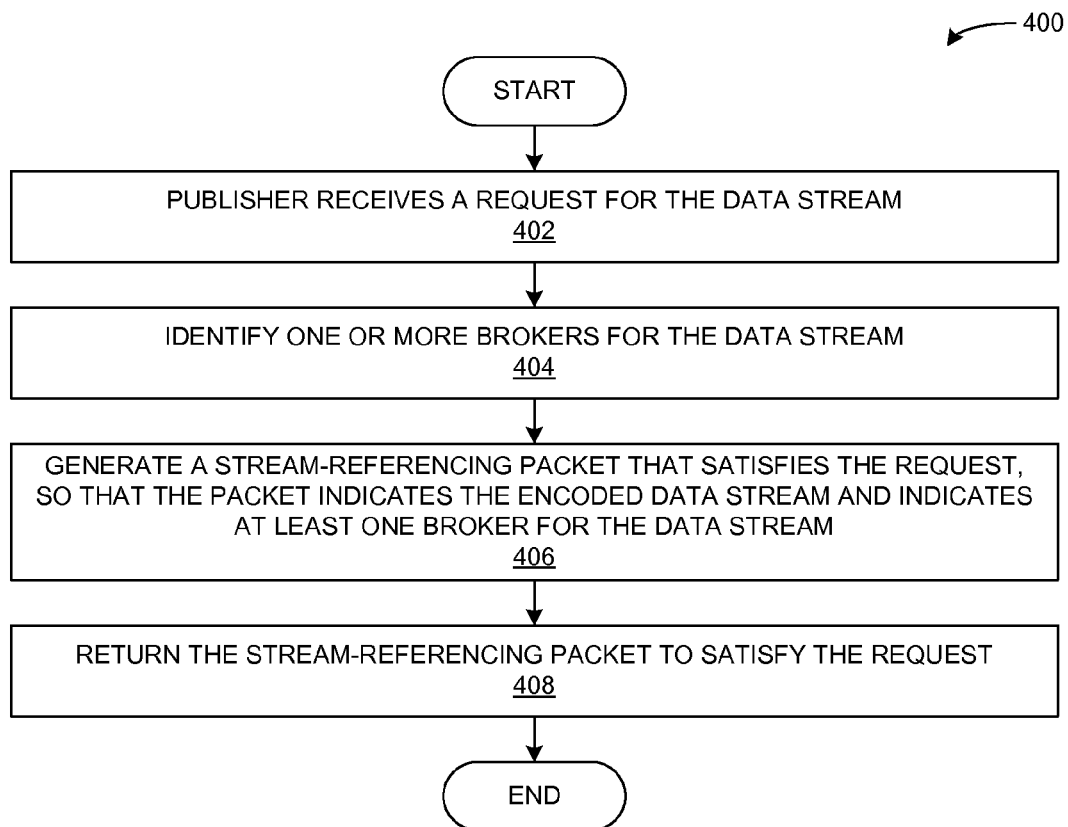 400
START
PUBLISHER RECEIVES A REQUEST FOR THE DATA STREAM
402
IDENTIFY ONE OR MORE BROKERS FOR THE DATA STREAM
404
GENERATE A STREAM-REFERENCING PACKET THAT SATISFIES THE REQUEST,
SO THAT THE PACKET INDICATES THE ENCODED DATA STREAM AND INDICATES
AT LEAST ONE BROKER FOR THE DATA STREAM
406
RETURN THE STREAM-REFERENCING PACKET TO SATISFY THE REQUEST
408
END